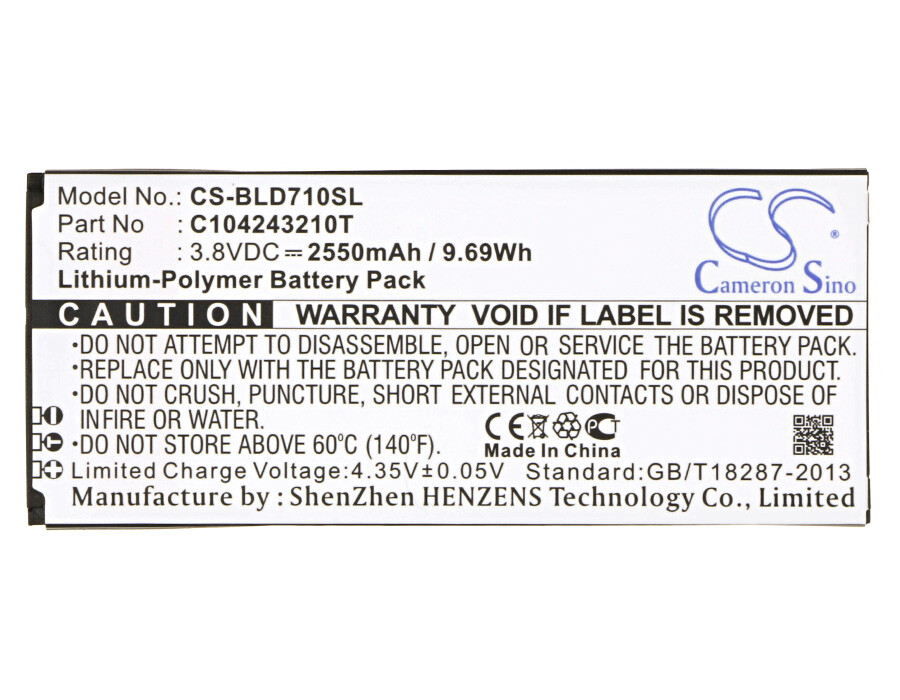 Model No.: CS-BLD710SL
Part No : C104243210T
Rating : 3.8VDC⎓2550mAh / 9.69Wh
Lithium-Polymer Battery Pack
CS
®
Cameron Sino
CAUTION WARRANTY VOID IF LABEL IS REMOVED
•DO NOT ATTEMPT TO DISASSEMBLE, OPEN OR SERVICE THE BATTERY PACK.
•REPLACE ONLY WITH THE BATTERY PACK DESIGNATED FOR THIS PRODUCT.
•DO NOT CRUSH, PUNCTURE, SHORT EXTERNAL CONTACTS OR DISPOSE OF
INFIRE OR WATER.
•DO NOT STORE ABOVE 60°C (140°F).
CE PCT
Made In China
Limited Charge Voltage:4.35V±0.05V Standard:GB/T18287-2013
Manufacture by : ShenZhen HENZENS Technology Co., Limited